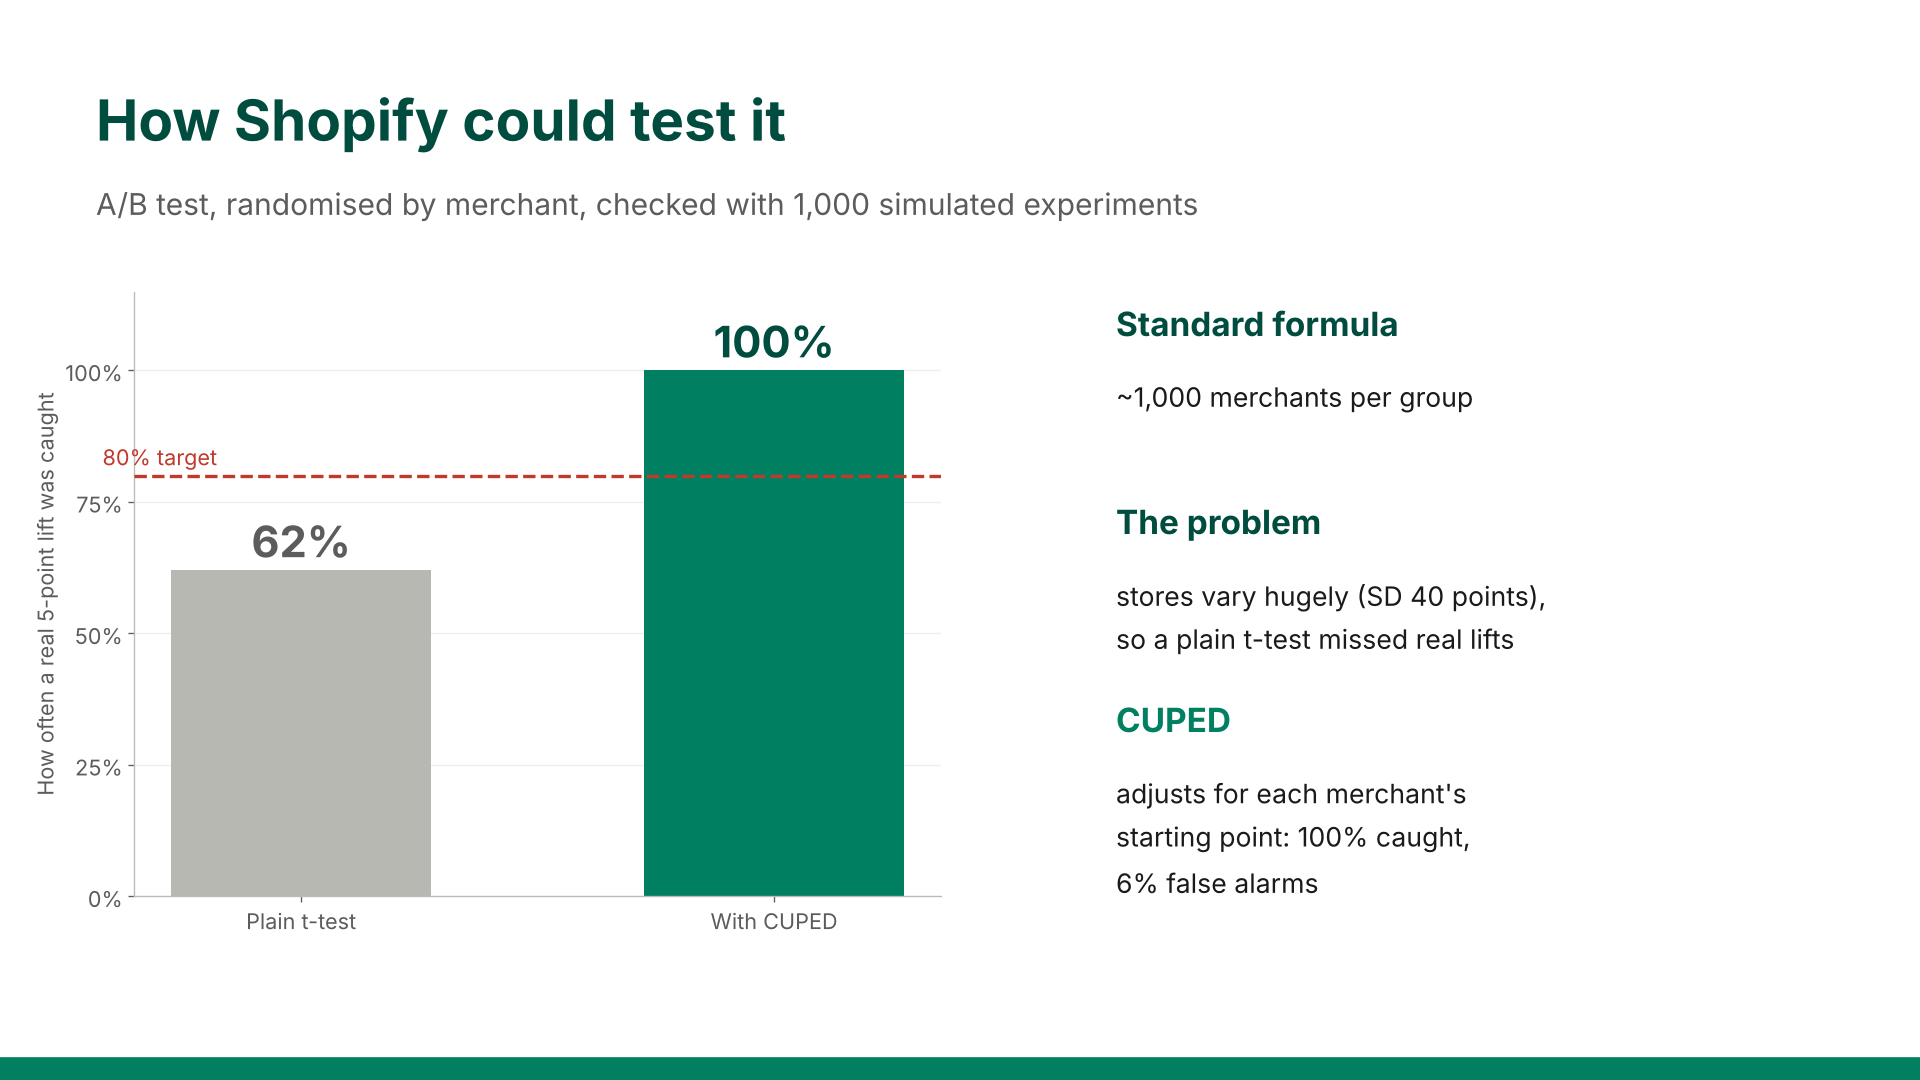 How Shopify could test it
A/B test, randomised by merchant, checked with 1,000 simulated experiments
How often a real 5-point lift was caught
100%
75%
50%
25%
0%
80% target
62%
100%
Plain t-test
With CUPED
Standard formula
~1,000 merchants per group
The problem
stores vary hugely (SD 40 points),
so a plain t-test missed real lifts
CUPED
adjusts for each merchant's
starting point: 100% caught,
6% false alarms